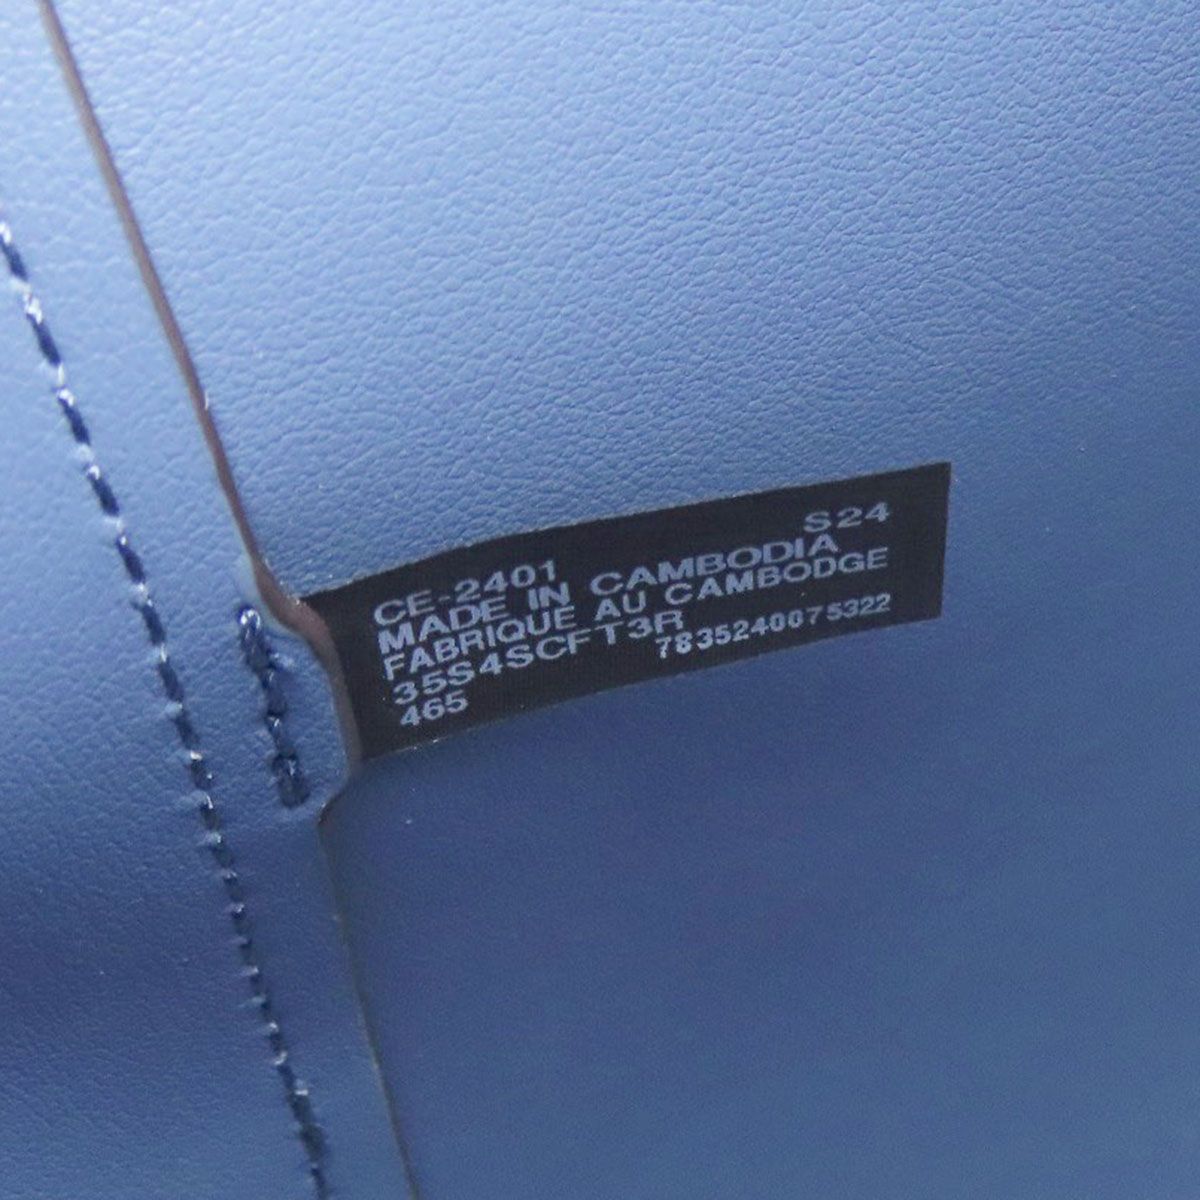 S24
CE-2401
MADE IN CAMBODIA
FABRIQUE AU CAMBODGE
35S4SCFT3R
7835240075322
465